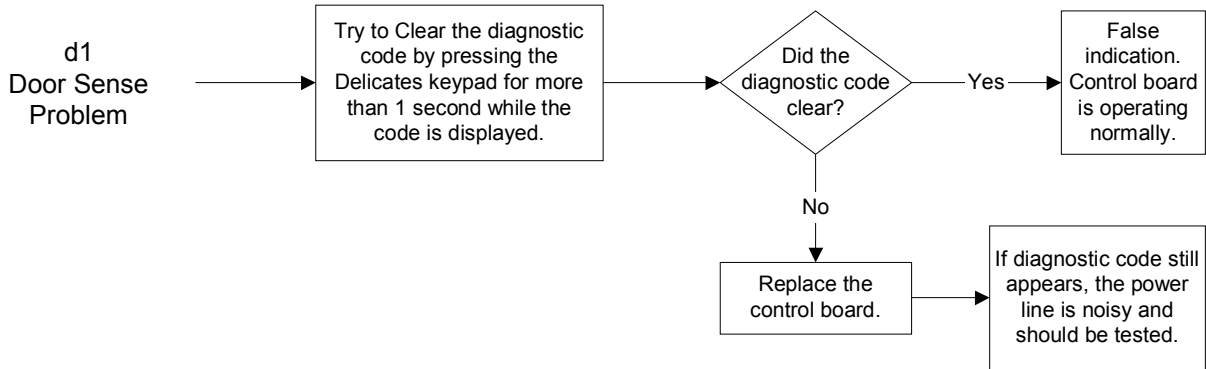 d1
Door Sense
Problem
Try to Clear the diagnostic
code by pressing the
Delicates keypad for more
than 1 second while the
code is displayed.
Did the
diagnostic code
clear?
Yes
False
indication.
Control board
is operating
normally.
No
Replace the
control board.
If diagnostic code still
appears, the power
line is noisy and
should be tested.